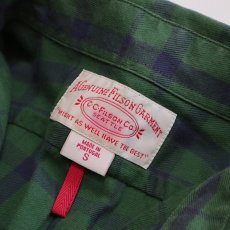 A GENUINE FILSON GARMENT
C.C. FILSON CO
SEATTLE
"MIGHT AS WELL HAVE THE BEST"
MADE IN
PORTUGAL
S